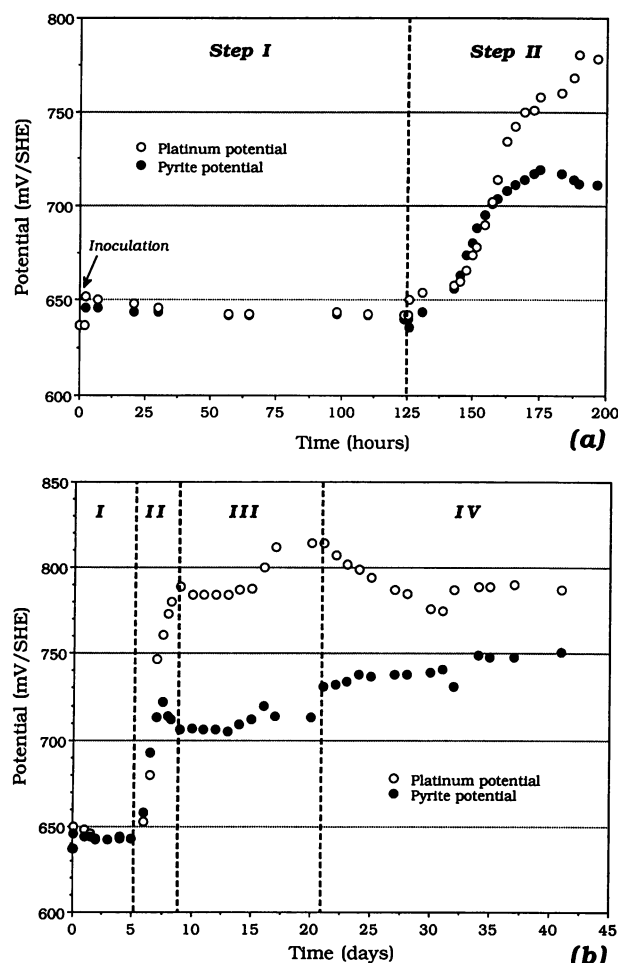 800
750
700
650
600
Potential (mV/SHE)
Step I
Step II
Platinum potential
Pyrite potential
Inoculation
0 25 50 75 100 125 150 175 200
Time (hours)
(a)
850
800
750
700
650
600
Potential (mV/SHE)
I II III IV
Platinum potential
Pyrite potential
0 5 10 15 20 25 30 35 40 45
Time (days)
(b)